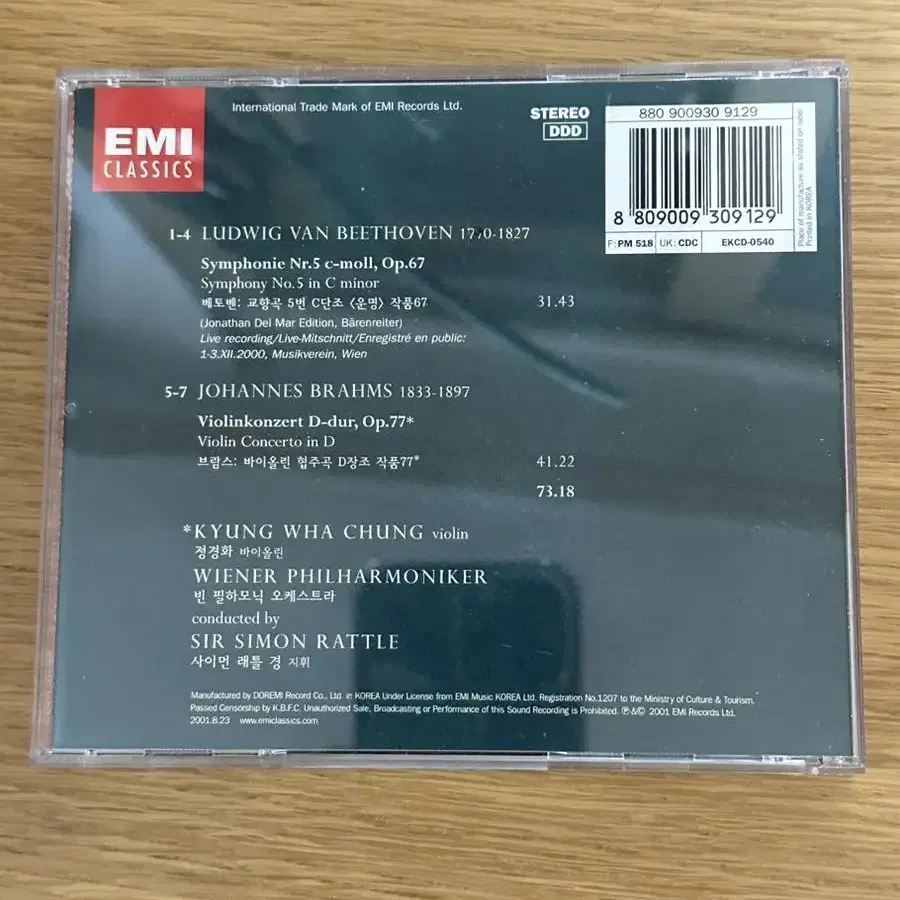 EMI
CLASSICS
International Trade Mark of EMI Records Ltd.
STEREO
DDD
880 900930 9129
8 809009 309129
F: PM 518 UK: CDC EKCD-0540
Place of manufacture as stated on label
Printed in KOREA
1-4 LUDWIG VAN BEETHOVEN 1770-1827
Symphonie Nr.5 c-moll, Op.67
Symphony No.5 in C minor
베토벤: 교향곡 5번 C단조 〈운명〉 작품67 31.43
(Jonathan Del Mar Edition, Bärenreiter)
Live recording/Live-Mitschnitt/Enregistré en public:
1-3.XII.2000, Musikverein, Wien
5-7 JOHANNES BRAHMS 1833-1897
Violinkonzert D-dur, Op.77*
Violin Concerto in D
브람스: 바이올린 협주곡 D장조 작품77* 41.22
73.18
*KYUNG WHA CHUNG violin
정경화 바이올린
WIENER PHILHARMONIKER
빈 필하모닉 오케스트라
conducted by
SIR SIMON RATTLE
사이먼 래틀 경 지휘
Manufactured by DOREMI Record Co., Ltd. in KOREA Under License from EMI Music KOREA Ltd. Registration No.1207 to the Ministry of Culture & Tourism.
Passed Censorship by K.B.F.C. Unauthorized Sale, Broadcasting or Performance of this Sound Recording is Prohibited. ℗&© 2001 EMI Records Ltd.
2001.8.23 www.emiclassics.com